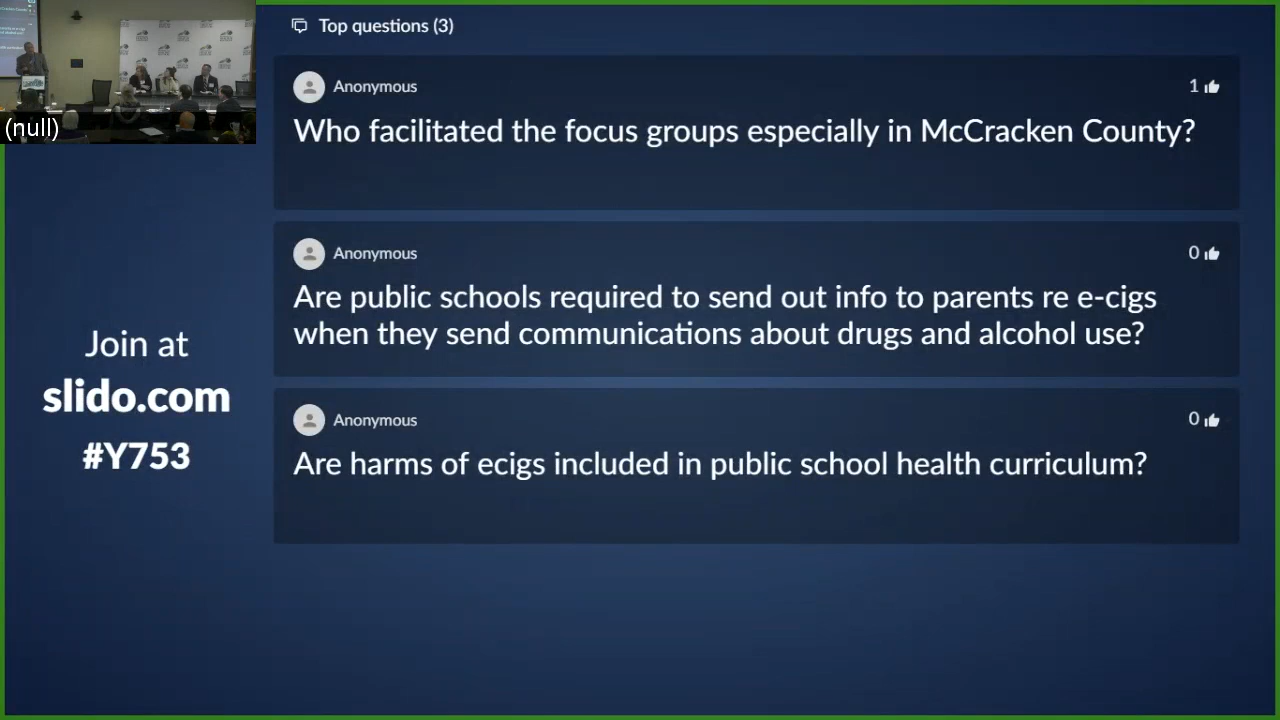 (null)
Top questions (3)
Anonymous
1
Who facilitated the focus groups especially in McCracken County?
Anonymous
0
Are public schools required to send out info to parents re e-cigs
when they send communications about drugs and alcohol use?
Anonymous
0
Are harms of ecigs included in public school health curriculum?
Join at
slido.com
#Y753